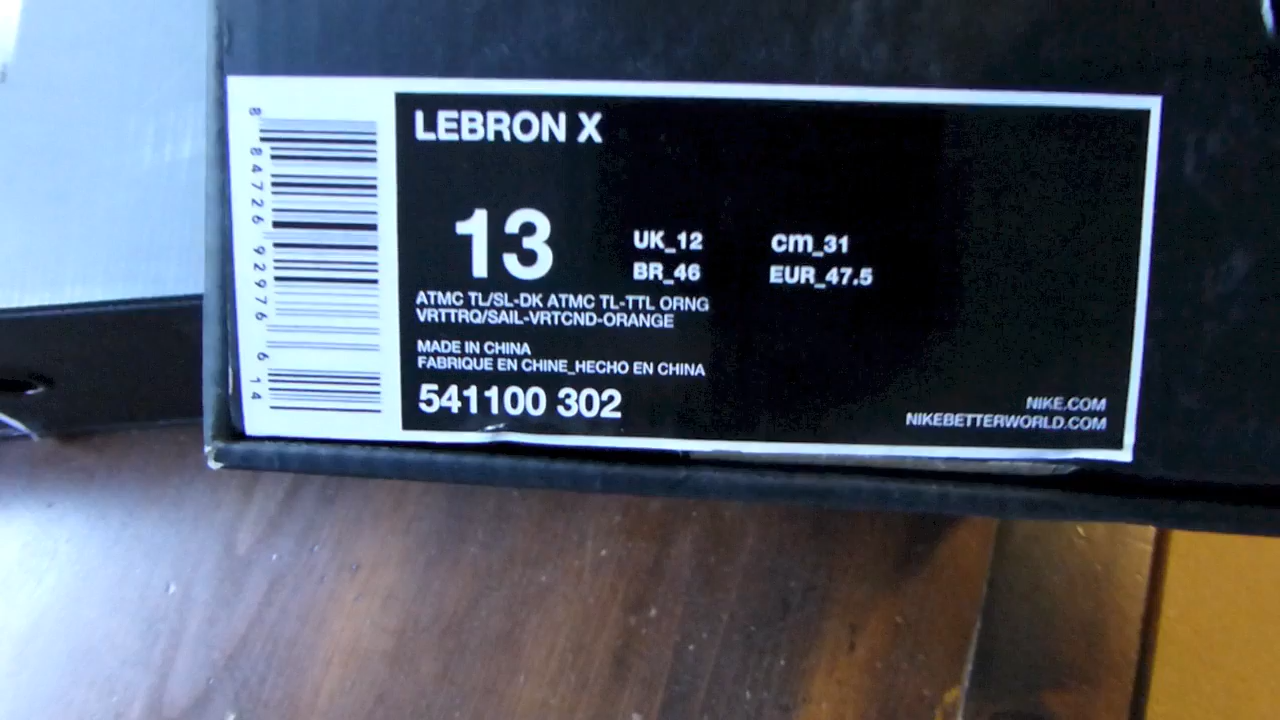 8 84726 92976 6 14
LEBRON X
13
UK_12 cm_31
BR_46 EUR_47.5
ATMC TL/SL-DK ATMC TL-TTL ORNG
VRTTRQ/SAIL-VRTCND-ORANGE
MADE IN CHINA
FABRIQUE EN CHINE_HECHO EN CHINA
541100 302
NIKE.COM
NIKEBETTERWORLD.COM